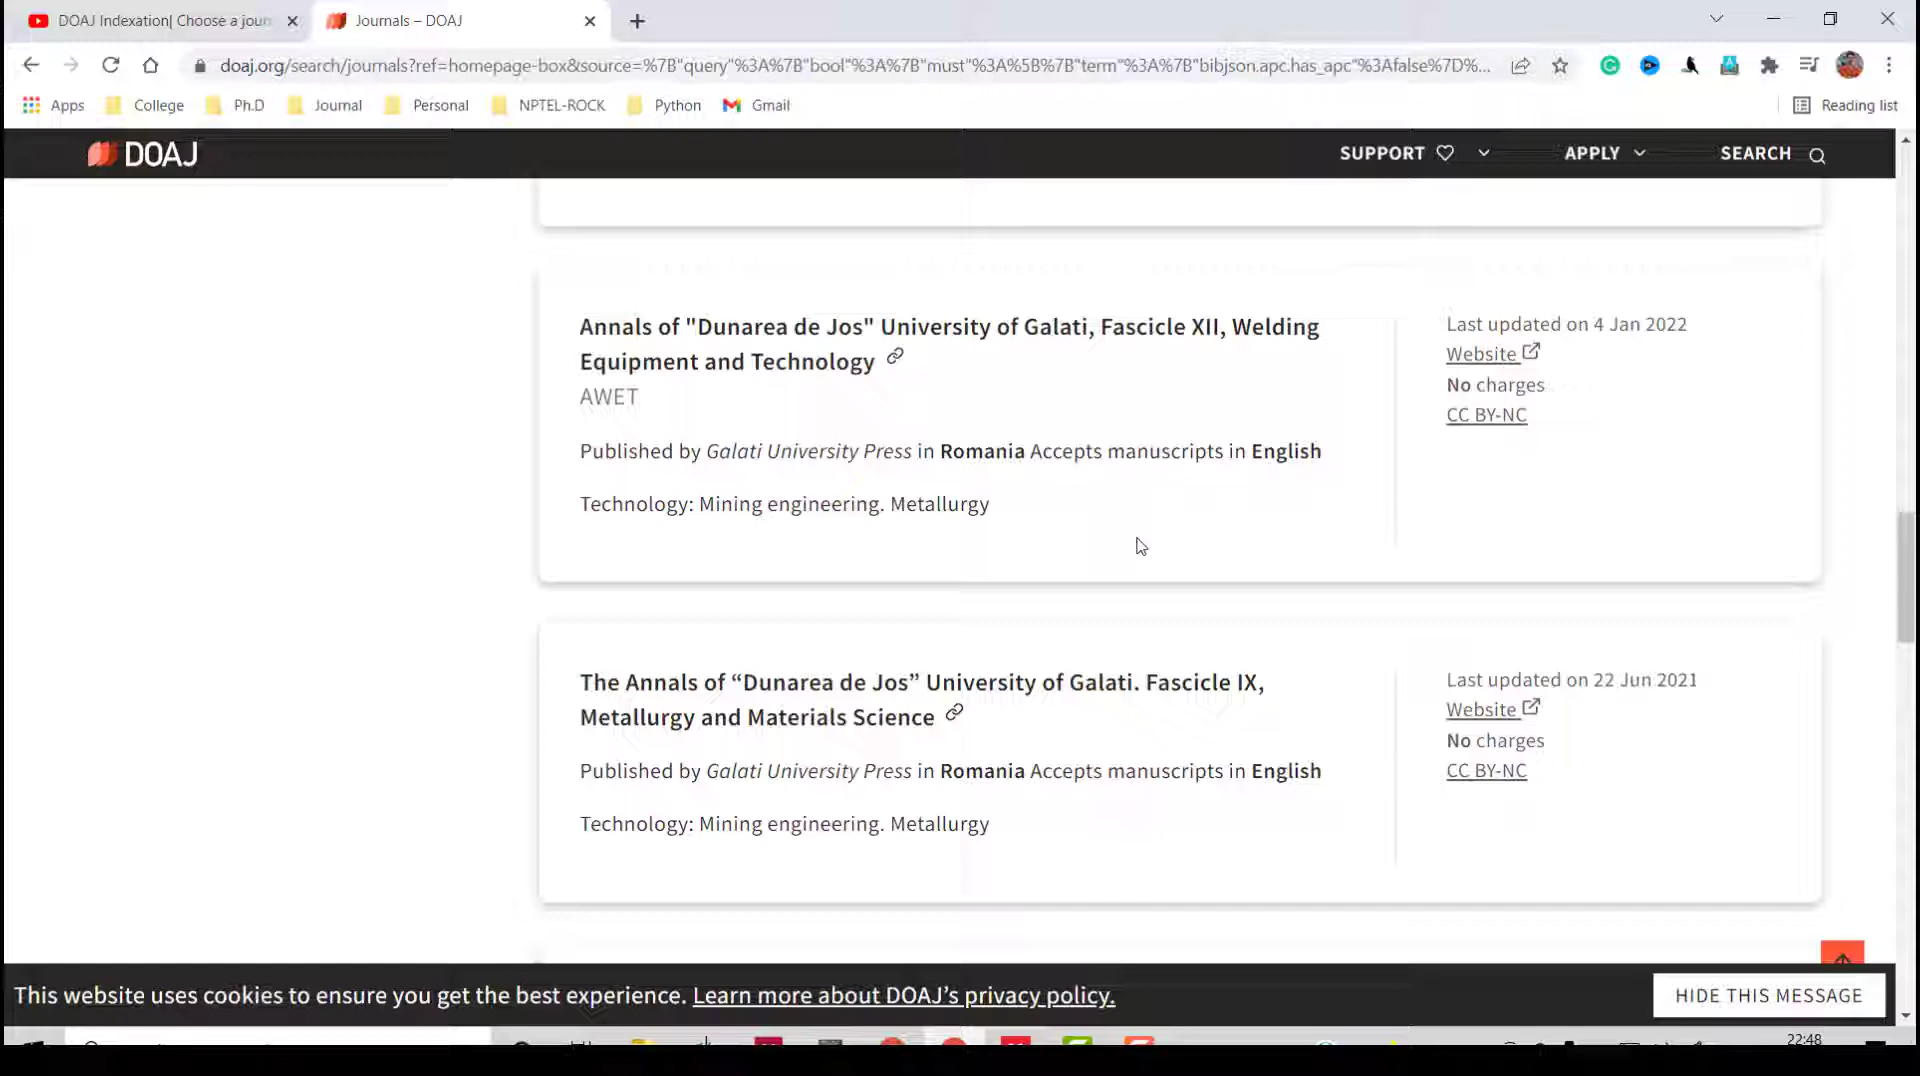 DOAJ Indexation| Choose a jour
Journals – DOAJ
doaj.org/search/journals?ref=homepage-box&source=%7B"query"%3A%7B"bool"%3A%7B"must"%3A%5B%7B"term"%3A%7B"bibjson.apc.has_apc"%3Afalse%7D%...
Apps College Ph.D Journal Personal NPTEL-ROCK Python Gmail Reading list
DOAJ SUPPORT APPLY SEARCH
Annals of "Dunarea de Jos" University of Galati, Fascicle XII, Welding
Equipment and Technology
AWET
Published by Galati University Press in Romania Accepts manuscripts in English
Technology: Mining engineering. Metallurgy
Last updated on 4 Jan 2022
Website
No charges
CC BY-NC
The Annals of “Dunarea de Jos” University of Galati. Fascicle IX,
Metallurgy and Materials Science
Published by Galati University Press in Romania Accepts manuscripts in English
Technology: Mining engineering. Metallurgy
Last updated on 22 Jun 2021
Website
No charges
CC BY-NC
This website uses cookies to ensure you get the best experience. Learn more about DOAJ’s privacy policy.
HIDE THIS MESSAGE
22:48